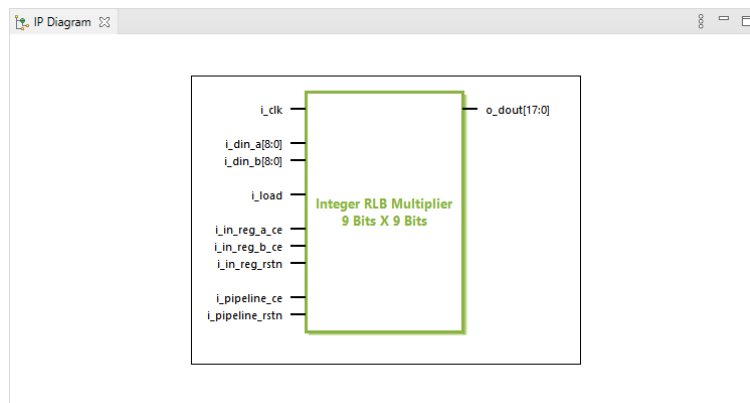 IP Diagram
i_clk
o_dout[17:0]
i_din_a[8:0]
i_din_b[8:0]
i_load
Integer RLB Multiplier
9 Bits X 9 Bits
i_in_reg_a_ce
i_in_reg_b_ce
i_in_reg_rstn
i_pipeline_ce
i_pipeline_rstn